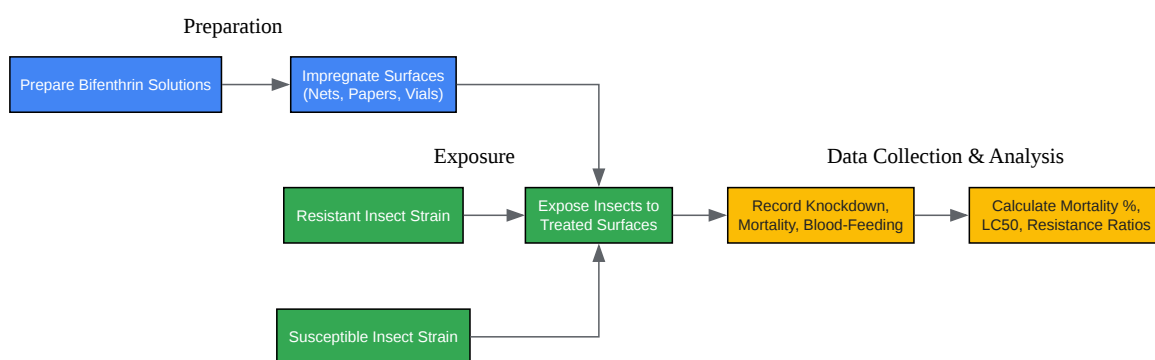 Preparation
Prepare Bifenthrin Solutions
Impregnate Surfaces
(Nets, Papers, Vials)
Exposure
Data Collection & Analysis
Resistant Insect Strain
Expose Insects to
Treated Surfaces
Record Knockdown,
Mortality, Blood-Feeding
Calculate Mortality %,
LC50, Resistance Ratios
Susceptible Insect Strain